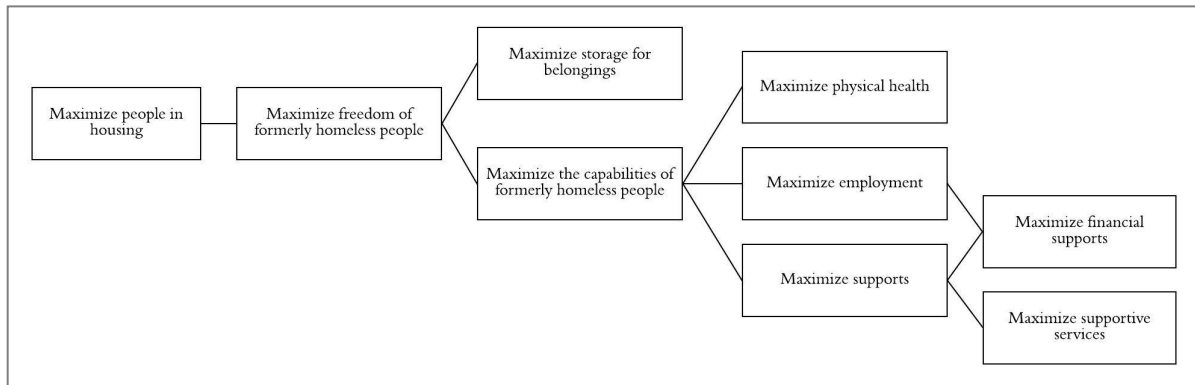 Maximize people in
housing
Maximize freedom of
formerly homeless people
Maximize storage for
belongings
Maximize the capabilities of
formerly homeless people
Maximize physical health
Maximize employment
Maximize supports
Maximize financial
supports
Maximize supportive
services